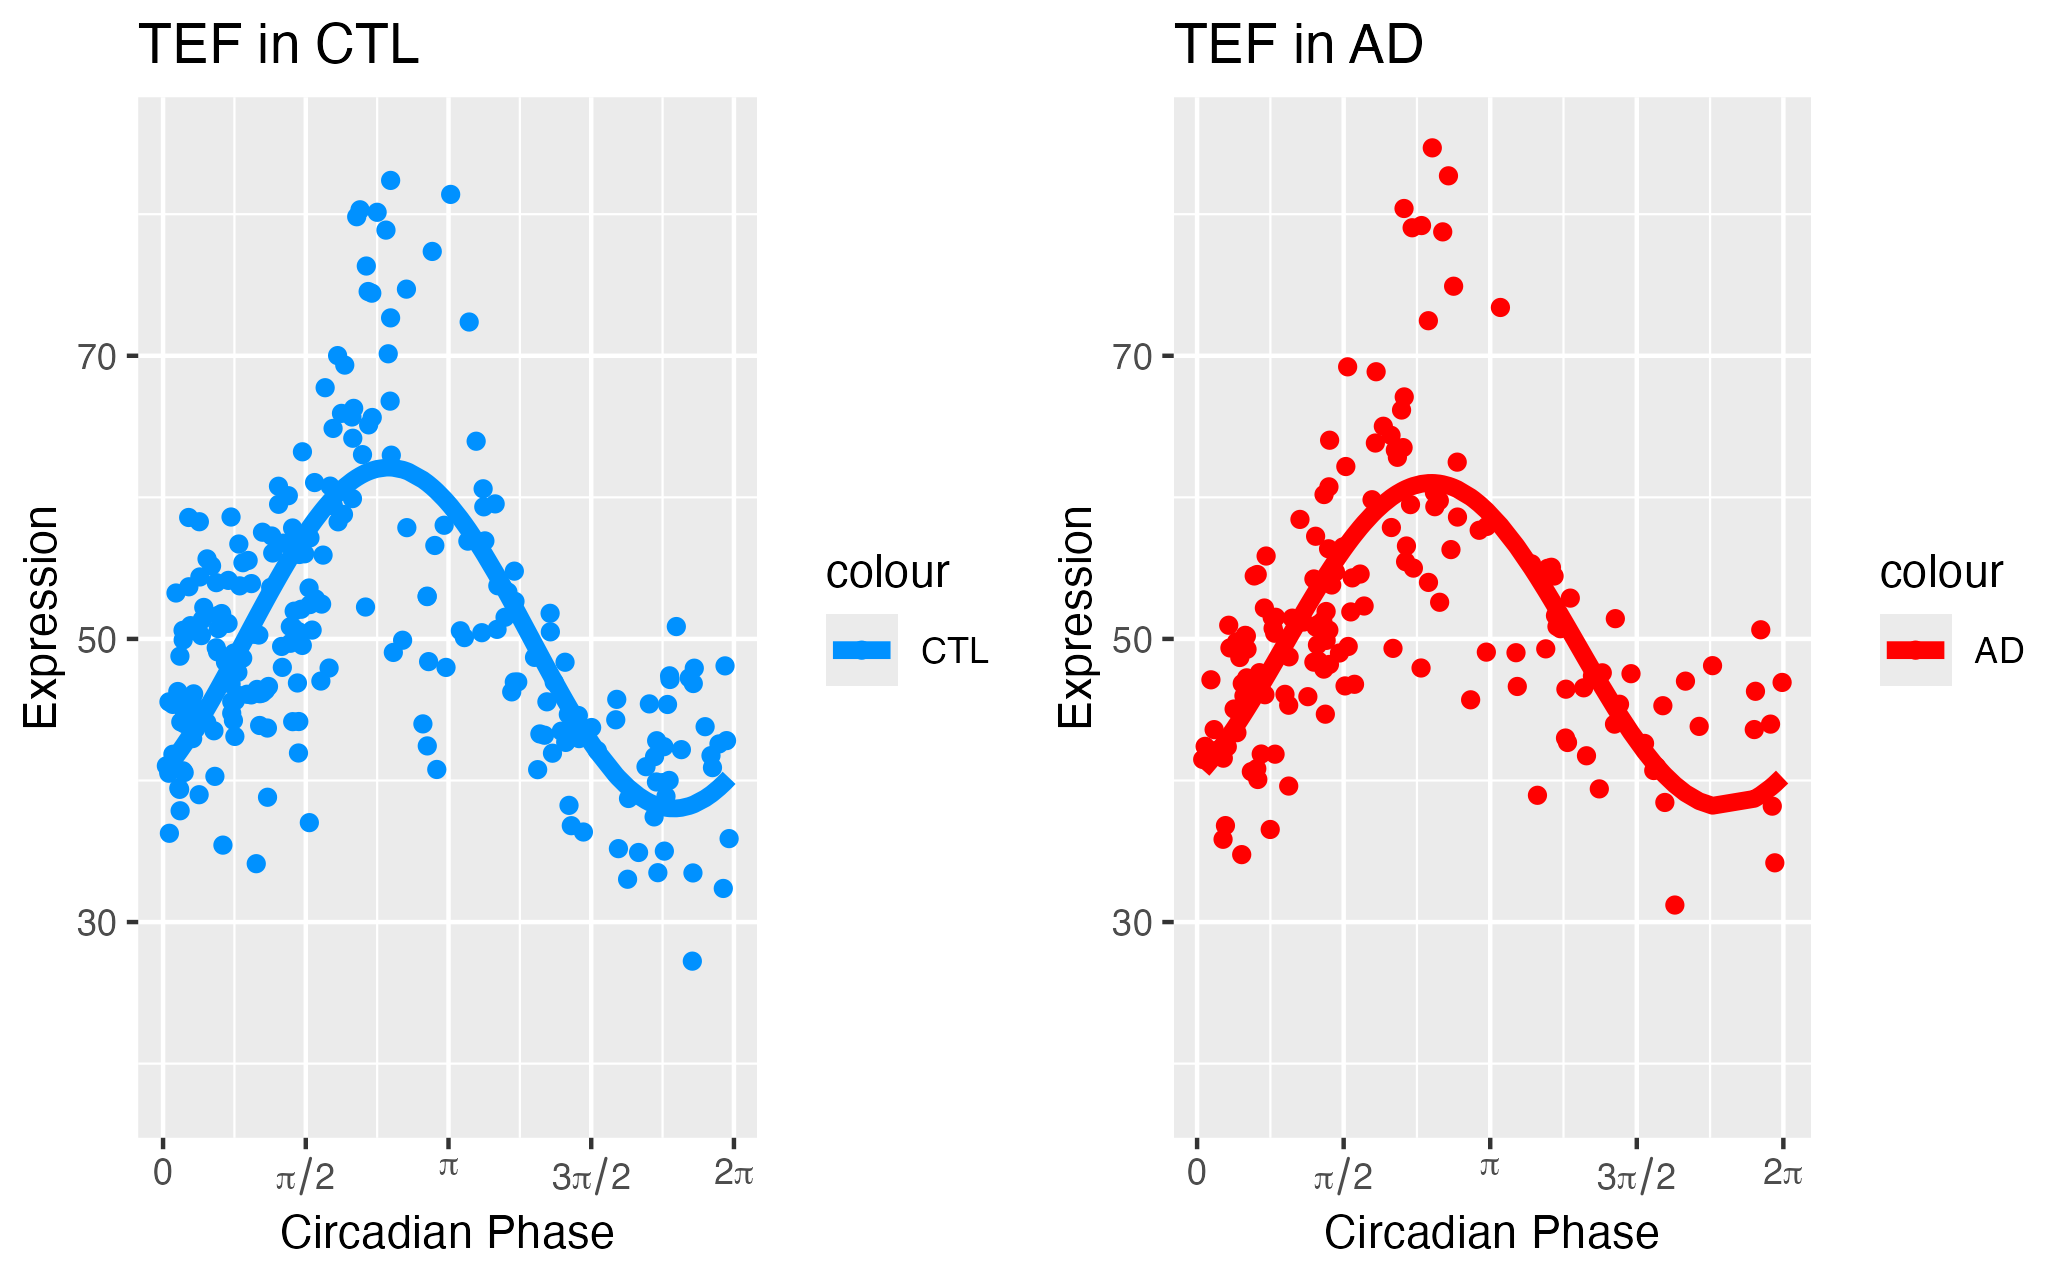 TEF in CTL
Expression
70
50
30
0
π/2
π
3π/2
2π
Circadian Phase
colour
CTL
TEF in AD
Expression
70
50
30
0
π/2
π
3π/2
2π
Circadian Phase
colour
AD